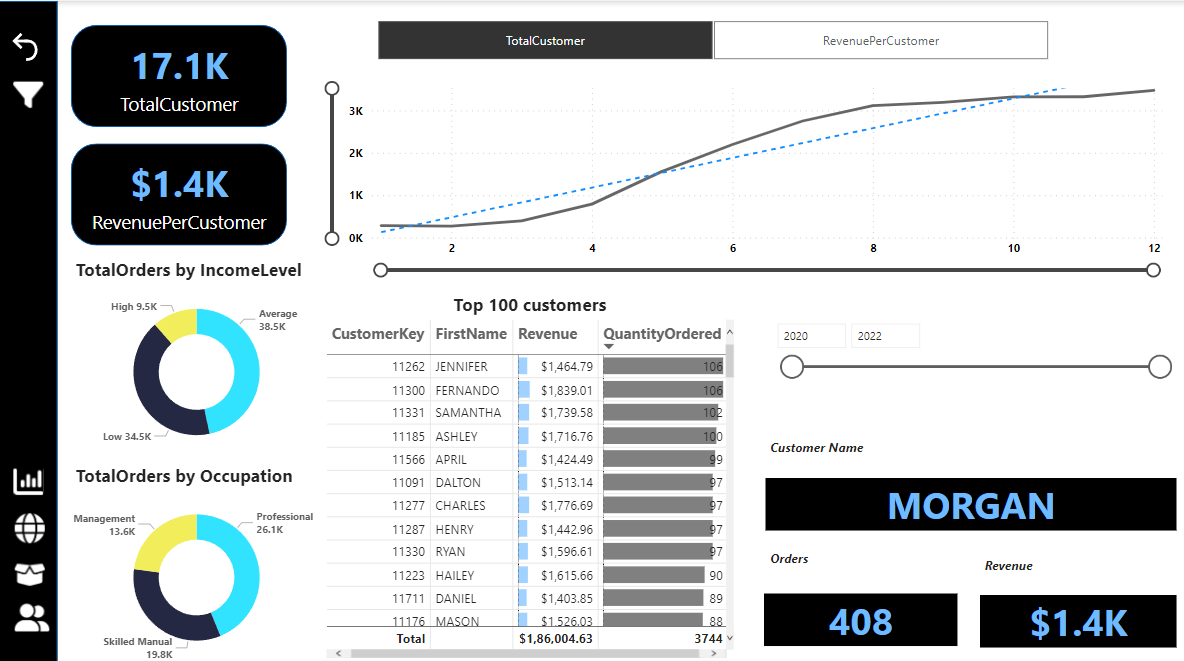 17.1K
TotalCustomer
$1.4K
RevenuePerCustomer
TotalCustomer RevenuePerCustomer
3K
2K
1K
0K
2 4 6 8 10 12
TotalOrders by IncomeLevel
High 9.5K
Average
38.5K
Low 34.5K
TotalOrders by Occupation
Management
13.6K
Professional
26.1K
Skilled Manual
19.8K
Top 100 customers
CustomerKey FirstName Revenue QuantityOrdered
11262 JENNIFER $1,464.79 106
11300 FERNANDO $1,839.01 106
11331 SAMANTHA $1,739.58 102
11185 ASHLEY $1,716.76 100
11566 APRIL $1,424.49 99
11091 DALTON $1,513.14 97
11277 CHARLES $1,776.69 97
11287 HENRY $1,442.96 97
11330 RYAN $1,596.61 97
11223 HAILEY $1,615.66 90
11711 DANIEL $1,403.85 89
11176 MASON $1,526.03 88
Total $1,86,004.63 3744
2020 2022
Customer Name
MORGAN
Orders
408
Revenue
$1.4K